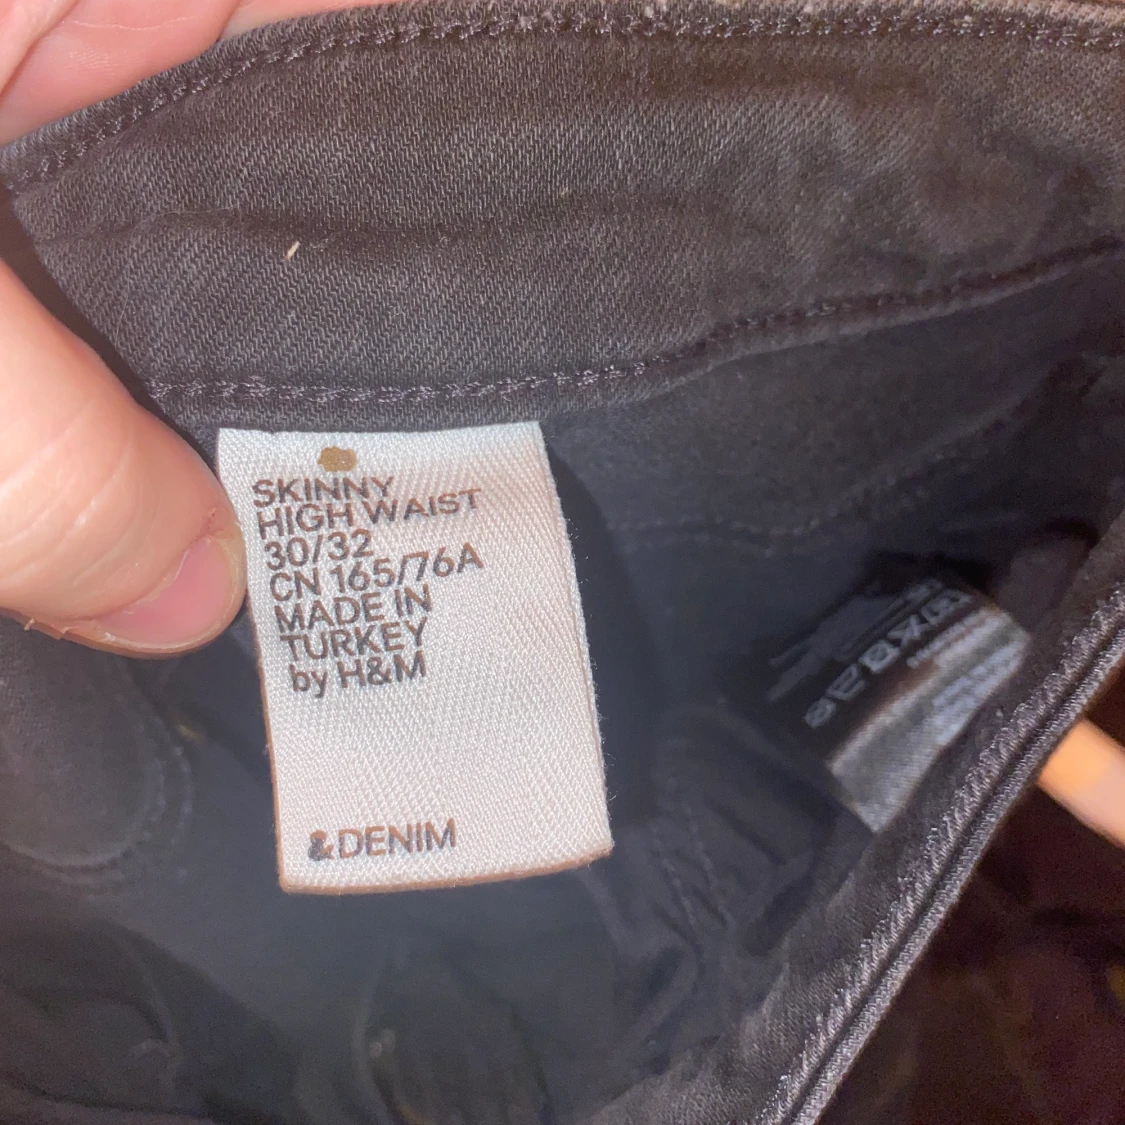 SKINNY
HIGH WAIST
30/32
CN 165/76A
MADE IN
TURKEY
by H&M
&DENIM